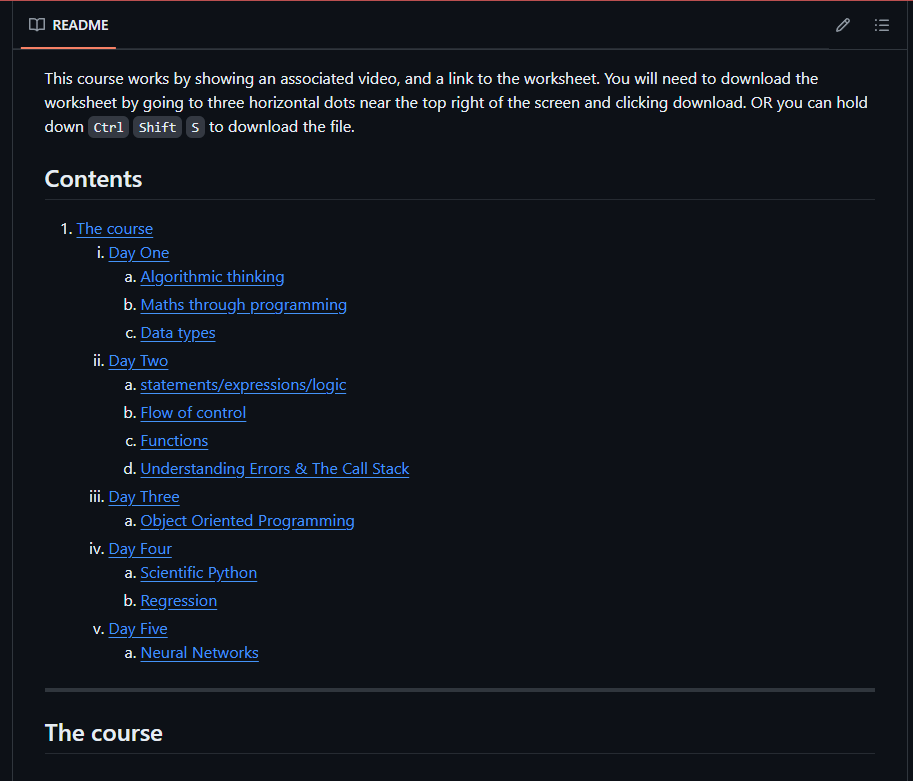 README
This course works by showing an associated video, and a link to the worksheet. You will need to download the
worksheet by going to three horizontal dots near the top right of the screen and clicking download. OR you can hold
down Ctrl Shift S to download the file.
Contents
1. The course
i. Day One
a. Algorithmic thinking
b. Maths through programming
c. Data types
ii. Day Two
a. statements/expressions/logic
b. Flow of control
c. Functions
d. Understanding Errors & The Call Stack
iii. Day Three
a. Object Oriented Programming
iv. Day Four
a. Scientific Python
b. Regression
v. Day Five
a. Neural Networks
The course